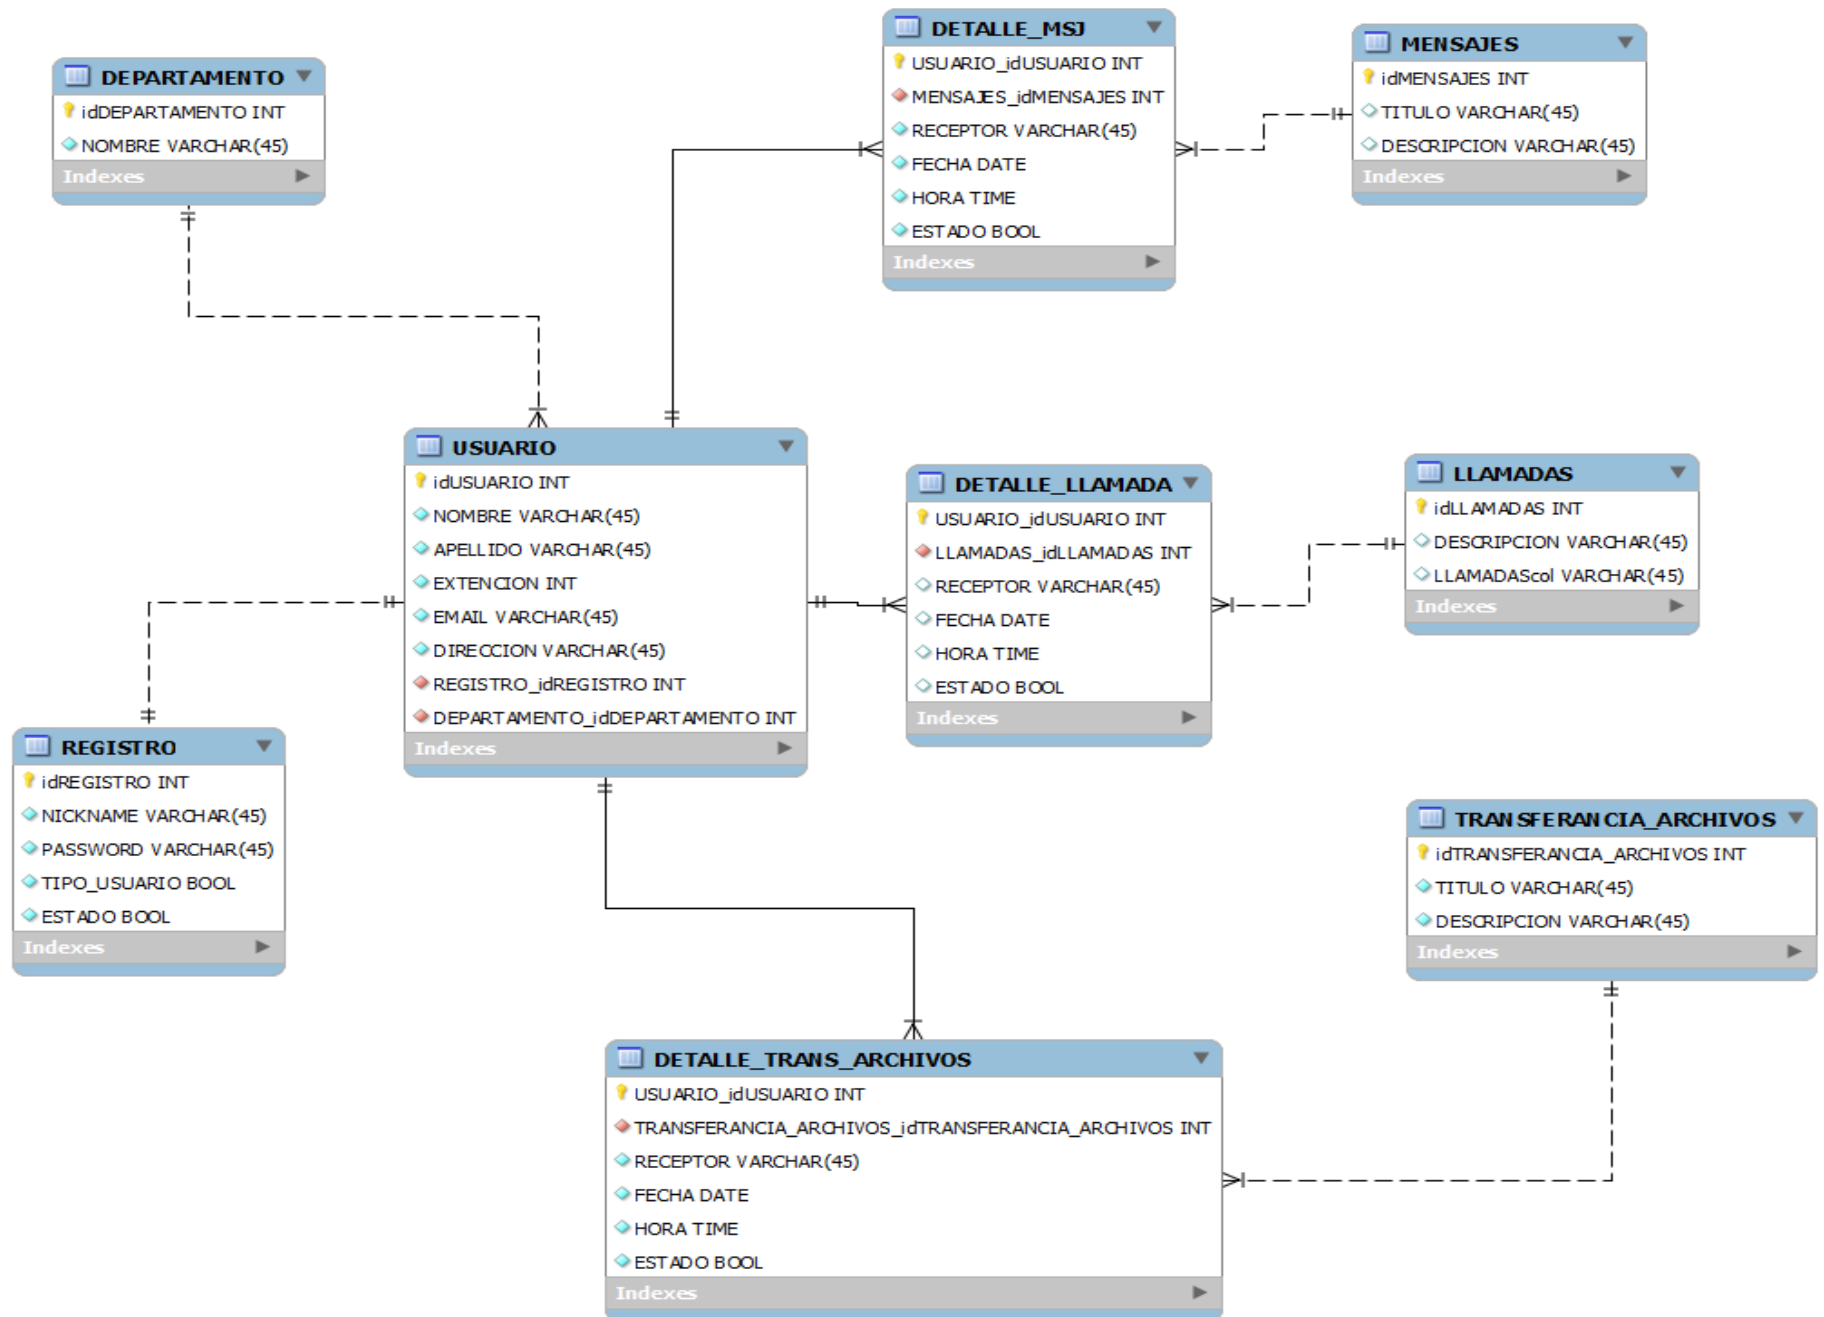 DEPARTAMENTO
idDEPARTAMENTO INT
NOMBRE VARCHAR(45)
Indexes
DETALLE_MSJ
USUARIO_idUSUARIO INT
MENSAJES_idMENSAJES INT
RECEPTOR VARCHAR(45)
FECHA DATE
HORA TIME
ESTADO BOOL
Indexes
MENSAJES
idMENSAJES INT
TITULO VARCHAR(45)
DESCRIPCION VARCHAR(45)
Indexes
USUARIO
idUSUARIO INT
NOMBRE VARCHAR(45)
APELLIDO VARCHAR(45)
EXTENCION INT
EMAIL VARCHAR(45)
DIRECCION VARCHAR(45)
REGISTRO_idREGISTRO INT
DEPARTAMENTO_idDEPARTAMENTO INT
Indexes
DETALLE_LLAMADA
USUARIO_idUSUARIO INT
LLAMADAS_idLLAMADAS INT
RECEPTOR VARCHAR(45)
FECHA DATE
HORA TIME
ESTADO BOOL
Indexes
LLAMADAS
idLLAMADAS INT
DESCRIPCION VARCHAR(45)
LLAMADAScol VARCHAR(45)
Indexes
REGISTRO
idREGISTRO INT
NICKNAME VARCHAR(45)
PASSWORD VARCHAR(45)
TIPO_USUARIO BOOL
ESTADO BOOL
Indexes
TRANSFERANCIA_ARCHIVOS
idTRANSFERANCIA_ARCHIVOS INT
TITULO VARCHAR(45)
DESCRIPCION VARCHAR(45)
Indexes
DETALLE_TRANS_ARCHIVOS
USUARIO_idUSUARIO INT
TRANSFERANCIA_ARCHIVOS_idTRANSFERANCIA_ARCHIVOS INT
RECEPTOR VARCHAR(45)
FECHA DATE
HORA TIME
ESTADO BOOL
Indexes